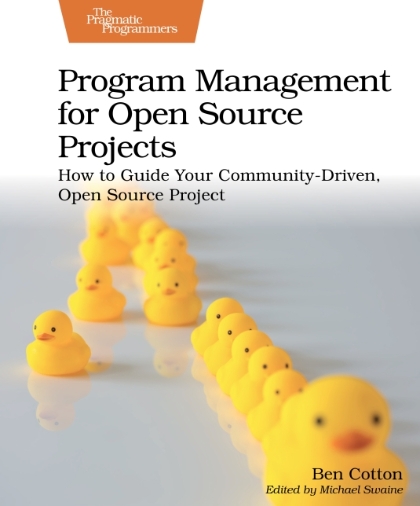 The
Pragmatic
Programmers
Program Management
for Open Source
Projects
How to Guide Your Community-Driven,
Open Source Project
Ben Cotton
Edited by Michael Swaine